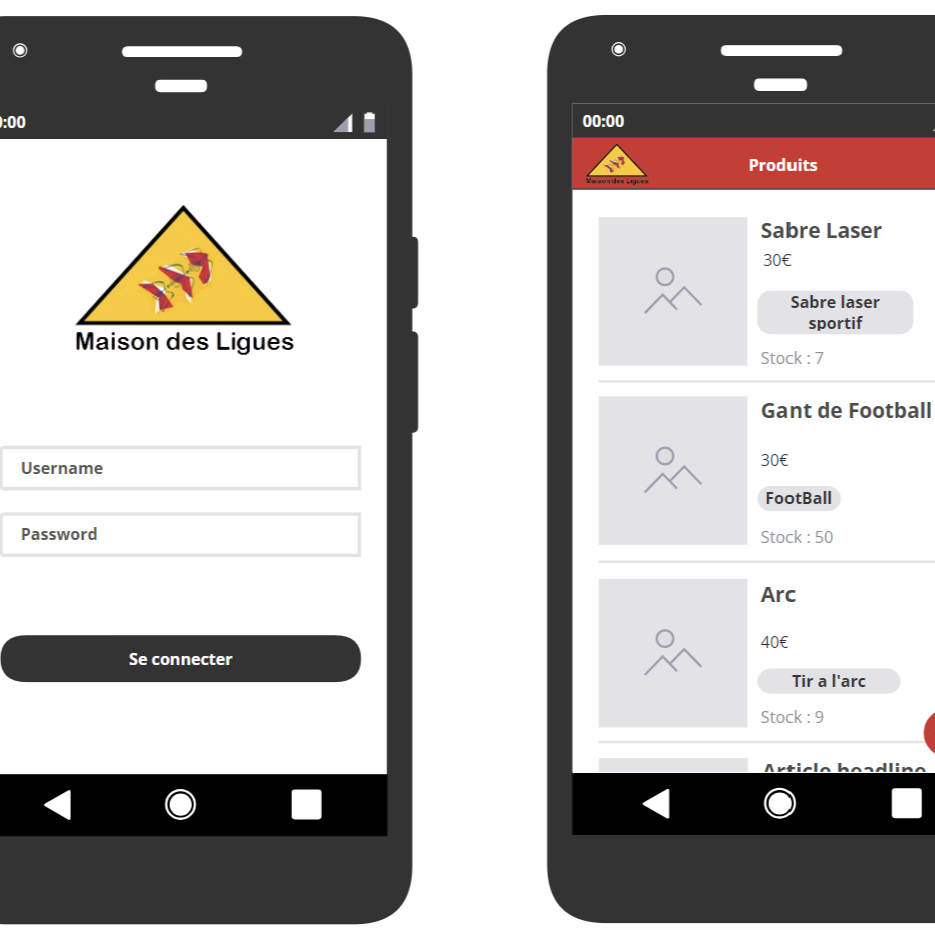 :00
Maison des Ligues
Username
Password
Se connecter
00:00
Maison des Ligues
Produits
Sabre Laser
30€
Sabre laser
sportif
Stock : 7
Gant de Football
30€
FootBall
Stock : 50
Arc
40€
Tir a l'arc
Stock : 9
Article headline